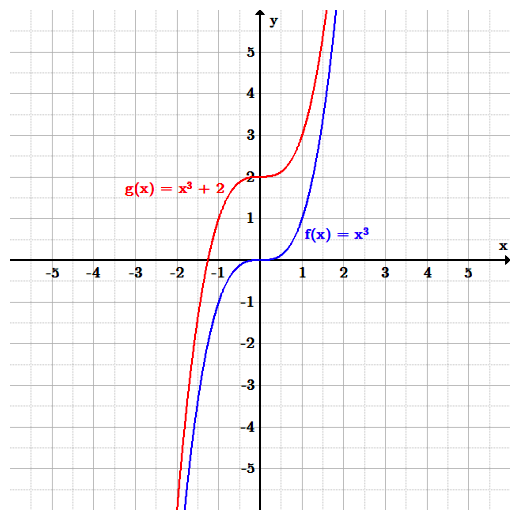 y
5
4
3
2
g(x) = x³ + 2
1
f(x) = x³
x
-5 -4 -3 -2 -1 1 2 3 4 5
-1
-2
-3
-4
-5